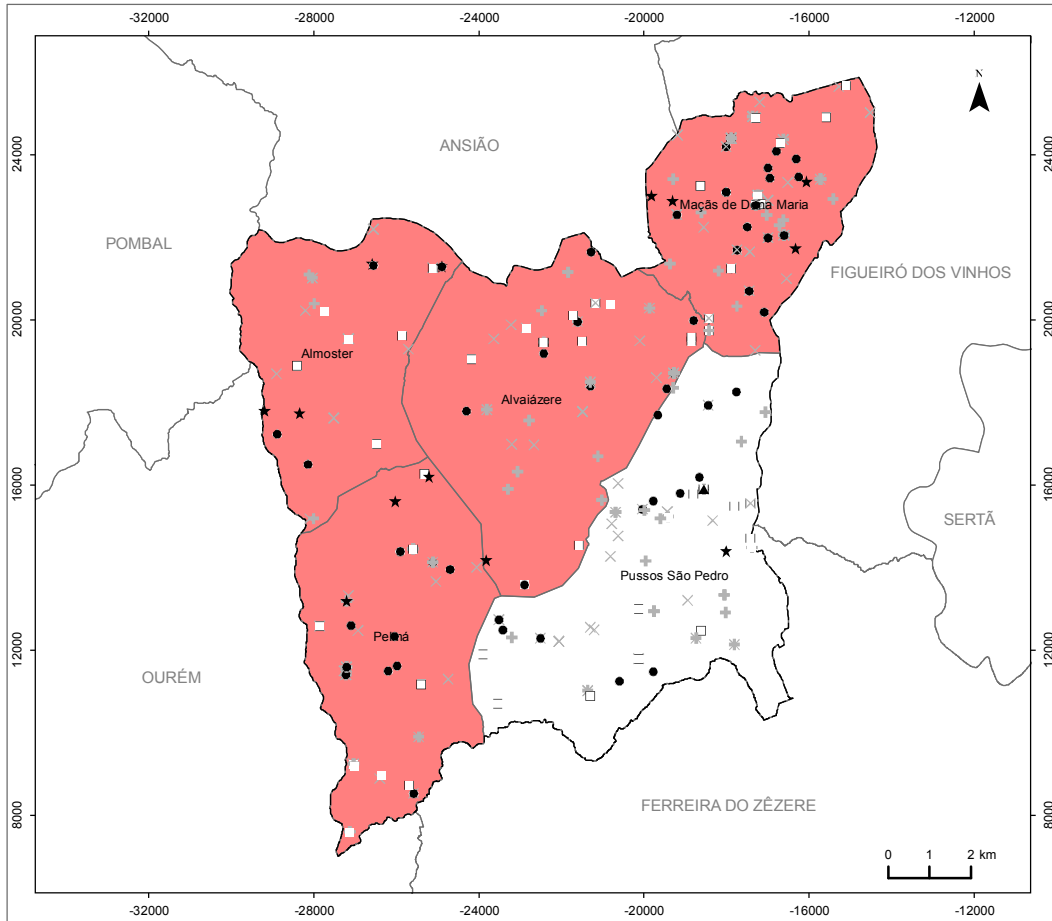 -32000 -28000 -24000 -20000 -16000 -12000
N
24000 24000
ANSIÃO
Maçãs de Dona Maria
POMBAL
FIGUEIRÓ DOS VINHOS
20000 20000
Almoster
Alvaiázere
16000 16000
SERTÃ
Pussos São Pedro
Pelmá
12000 12000
OURÉM
FERREIRA DO ZÊZERE
8000 8000
0 1 2 km
-32000 -28000 -24000 -20000 -16000 -12000